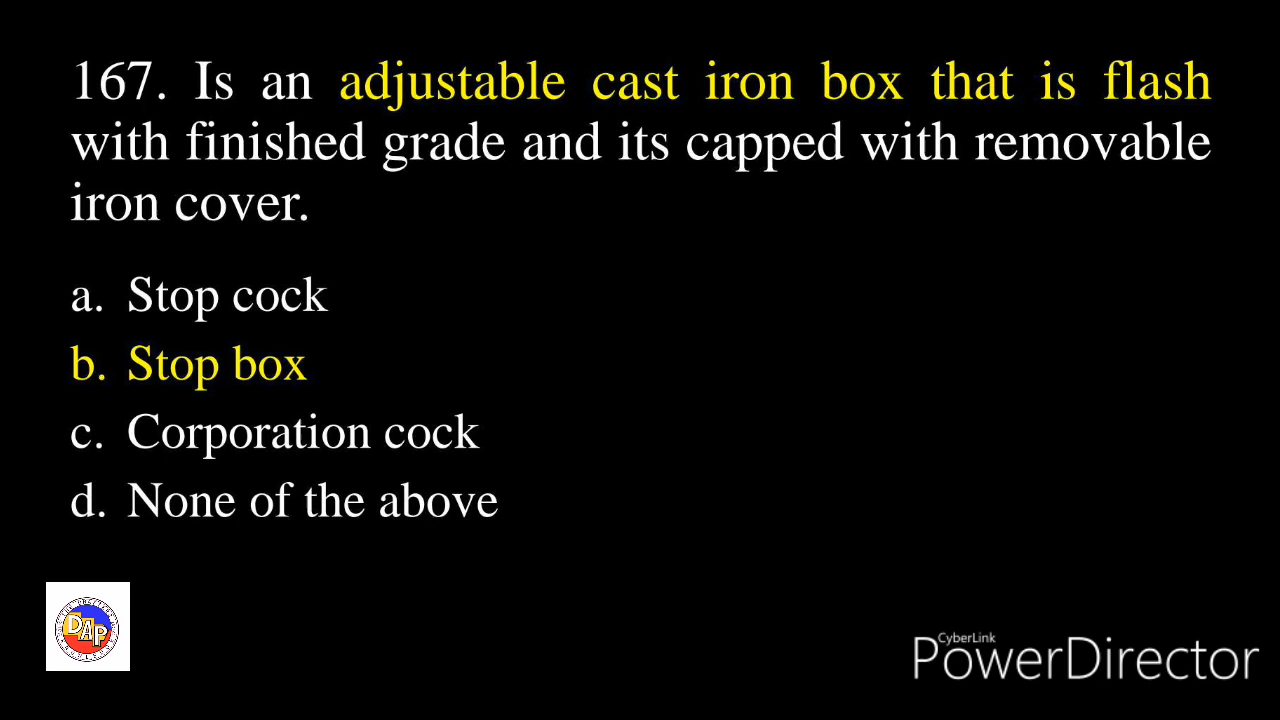 167. Is an adjustable cast iron box that is flash
with finished grade and its capped with removable
iron cover.
a. Stop cock
b. Stop box
c. Corporation cock
d. None of the above
DAP
CyberLink
PowerDirector